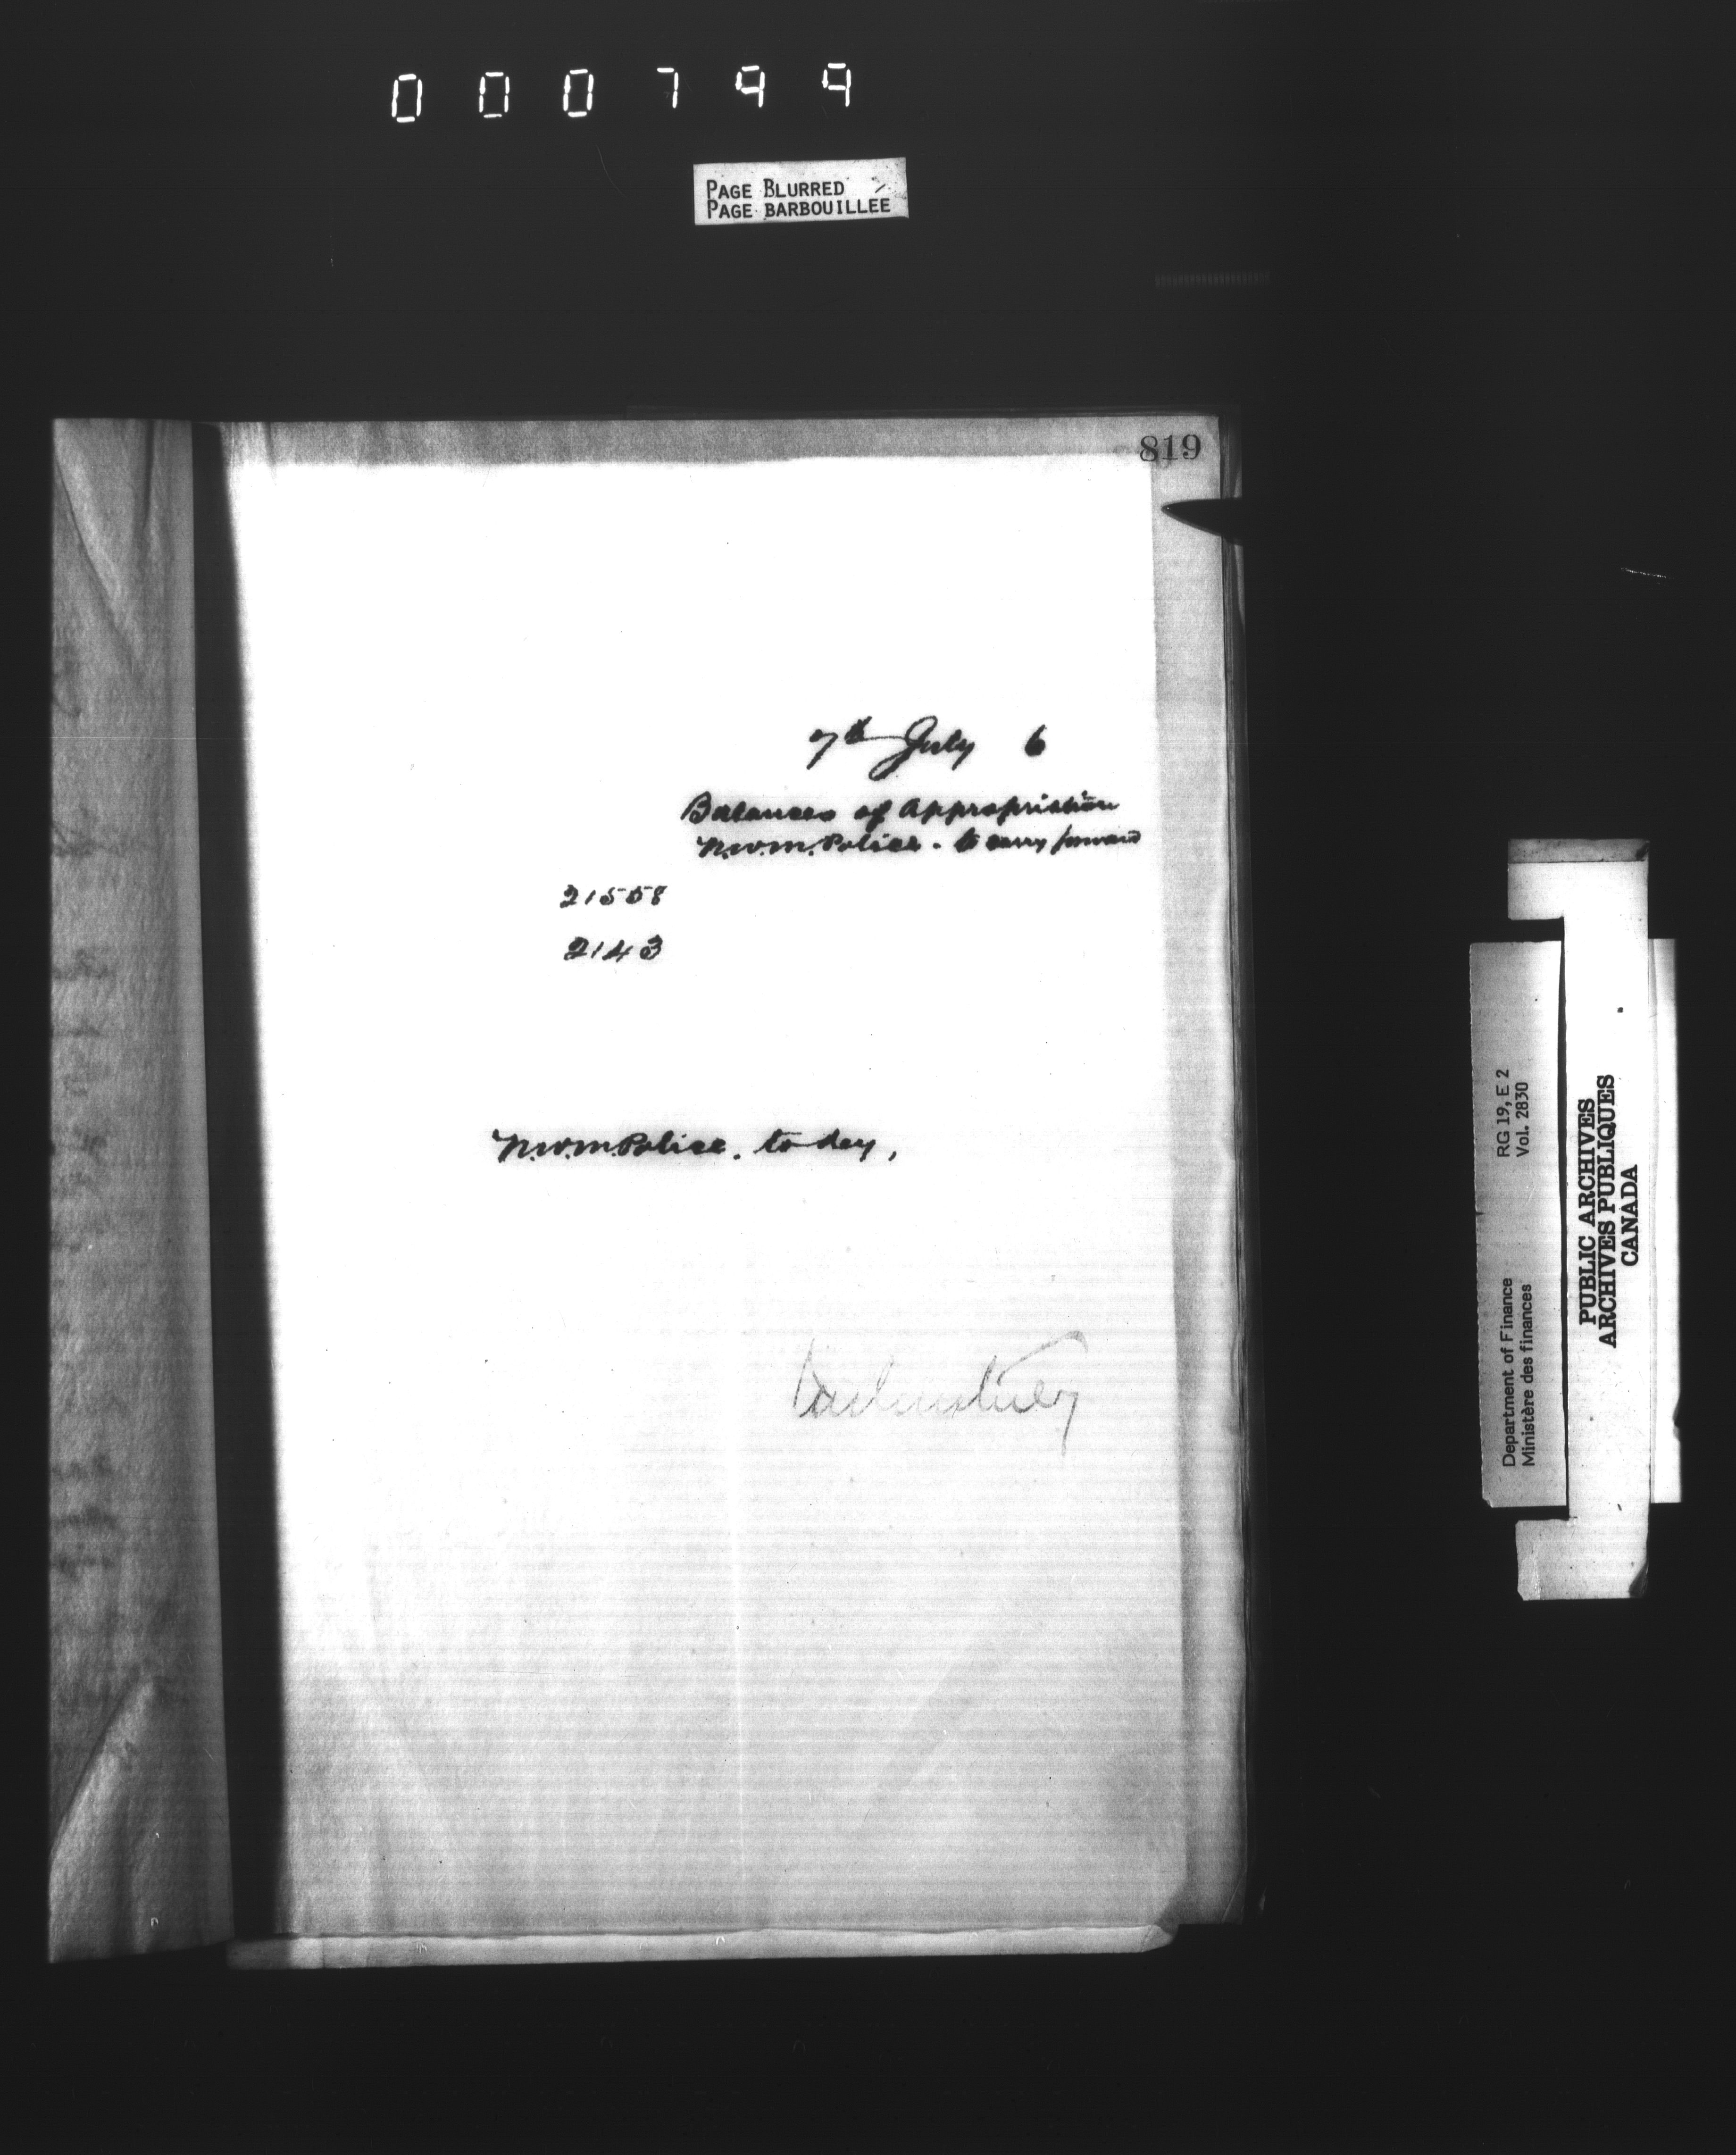 000799
PAGE BLURRED
PAGE BARBOUILLEE
819
7th July 6
Balances of Appropriation
N.W.M. Police. to carry forward
21558
2143
N.W.M. Police. to day,
RG 19, E 2
Vol. 2830
Department of Finance
Ministère des finances
PUBLIC ARCHIVES
ARCHIVES PUBLIQUES
CANADA